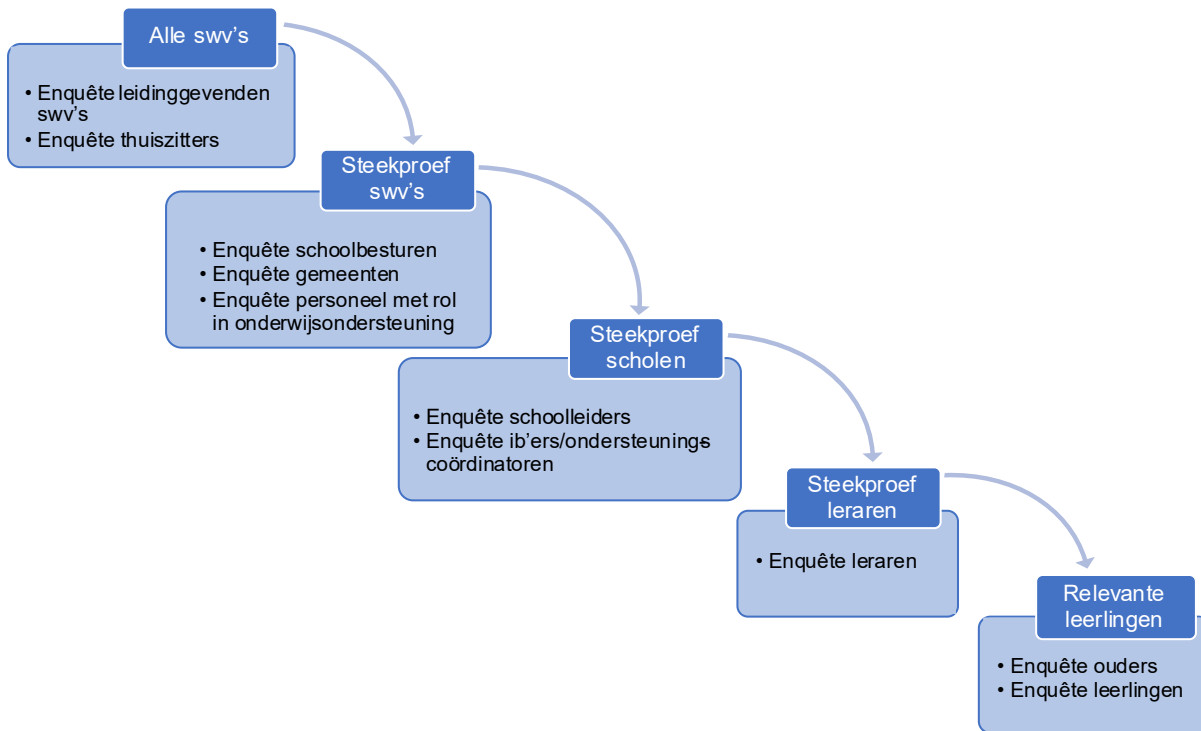 Alle swv's
• Enquête leidinggevenden
swv's
• Enquête thuiszitters
Steekproef
swv's
• Enquête schoolbesturen
• Enquête gemeenten
• Enquête personeel met rol
in onderwijsondersteuning
Steekproef
scholen
• Enquête schoolleiders
• Enquête ib'ers/ondersteunings-
coördinatoren
Steekproef
leraren
• Enquête leraren
Relevante
leerlingen
• Enquête ouders
• Enquête leerlingen